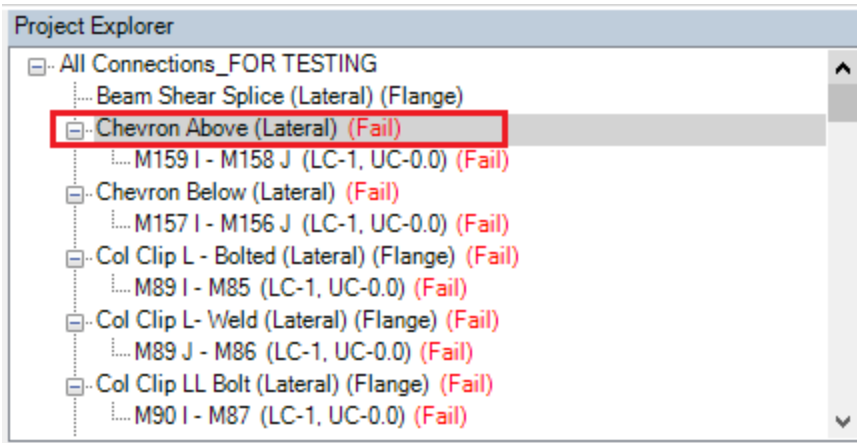 Project Explorer
All Connections_FOR TESTING
Beam Shear Splice (Lateral) (Flange)
Chevron Above (Lateral) (Fail)
M159 I - M158 J (LC-1, UC-0.0) (Fail)
Chevron Below (Lateral) (Fail)
M157 I - M156 J (LC-1, UC-0.0) (Fail)
Col Clip L - Bolted (Lateral) (Flange) (Fail)
M89 I - M85 (LC-1, UC-0.0) (Fail)
Col Clip L- Weld (Lateral) (Flange) (Fail)
M89 J - M86 (LC-1, UC-0.0) (Fail)
Col Clip LL Bolt (Lateral) (Flange) (Fail)
M90 I - M87 (LC-1, UC-0.0) (Fail)